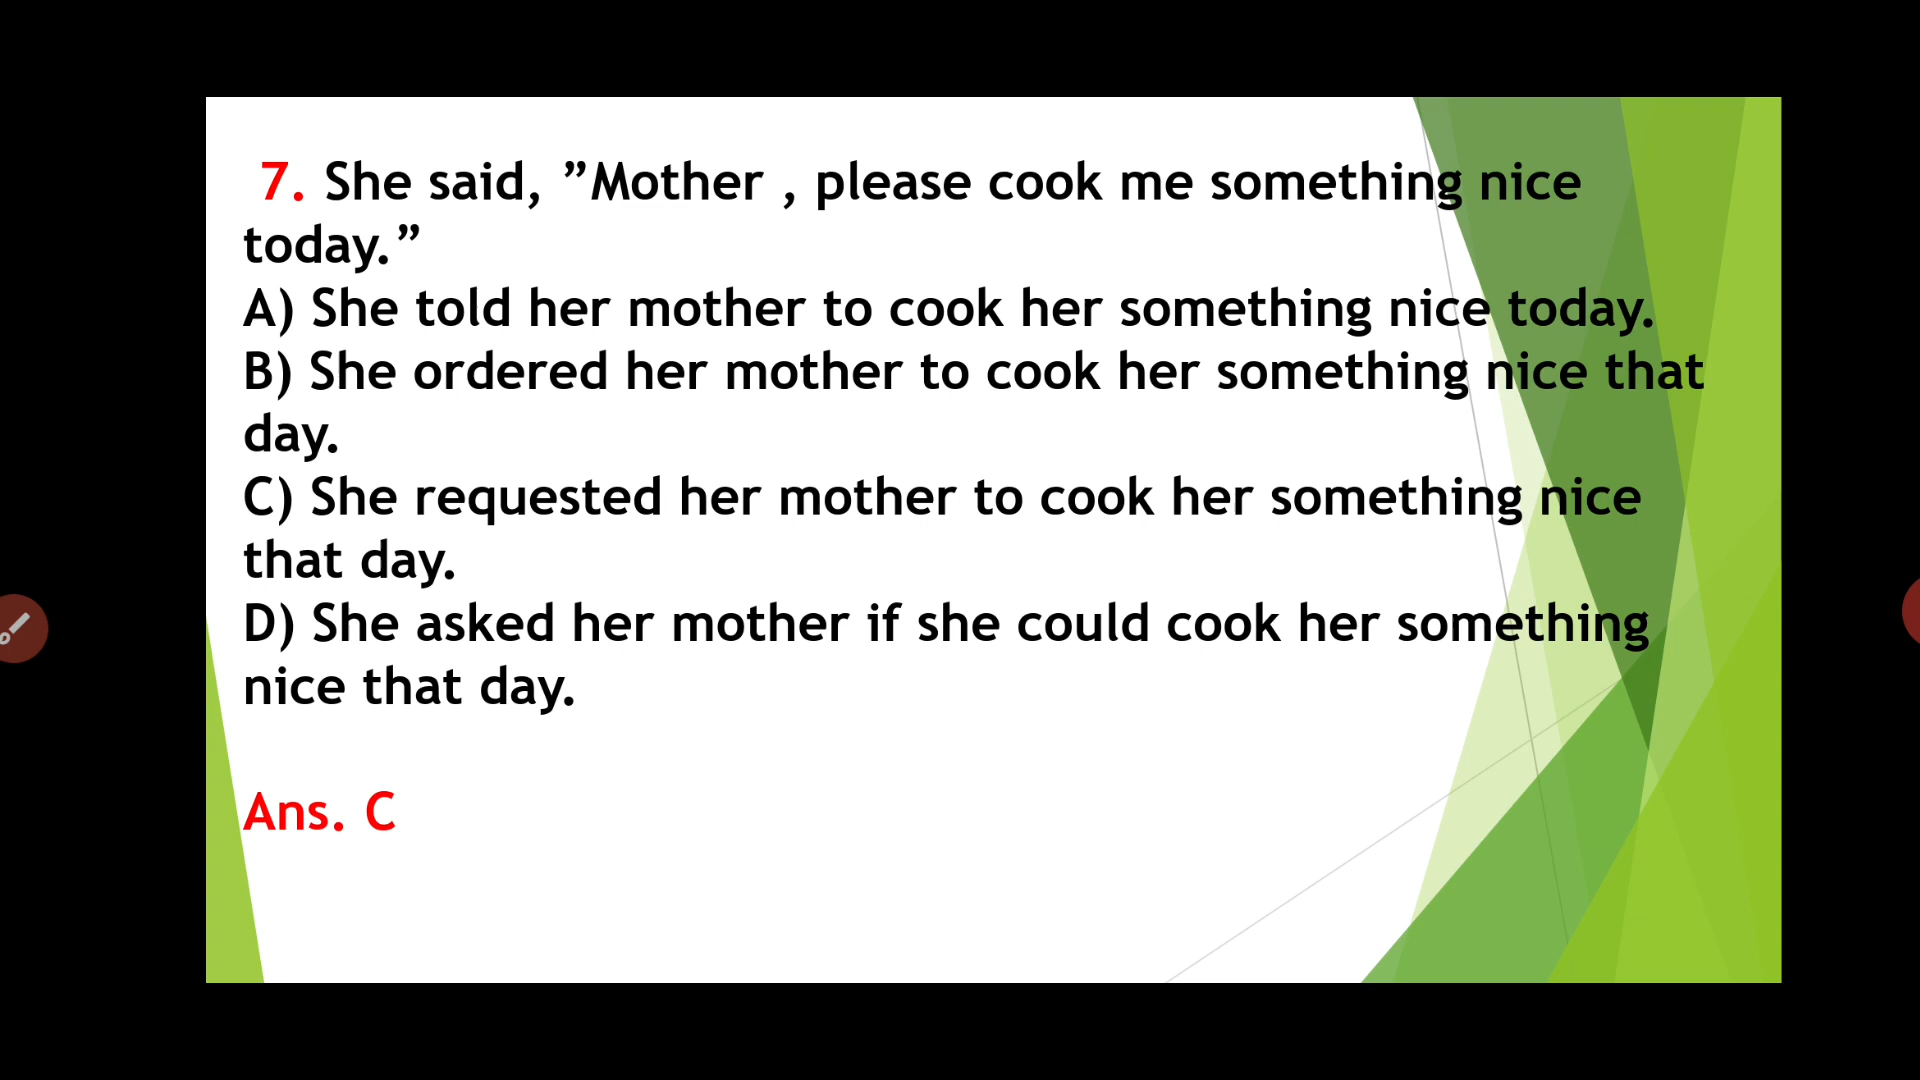 7. She said, ”Mother , please cook me something nice
today.”
A) She told her mother to cook her something nice today.
B) She ordered her mother to cook her something nice that
day.
C) She requested her mother to cook her something nice
that day.
D) She asked her mother if she could cook her something
nice that day.
Ans. C